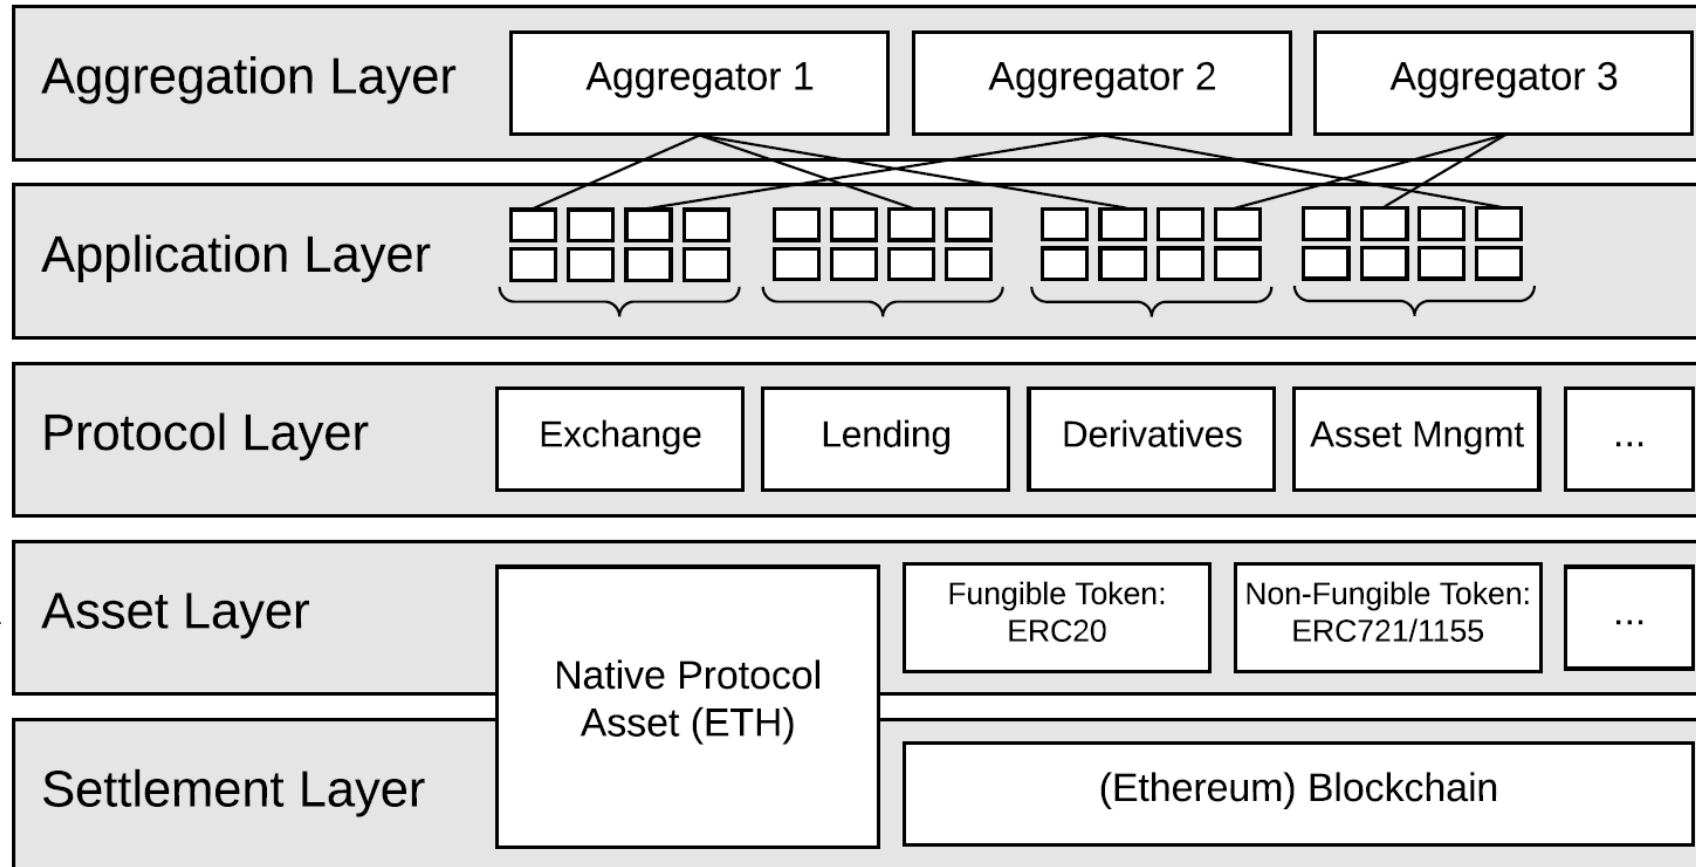 Aggregation Layer
Aggregator 1
Aggregator 2
Aggregator 3
Application Layer
Protocol Layer
Exchange
Lending
Derivatives
Asset Mngmt
...
Asset Layer
Native Protocol
Asset (ETH)
Fungible Token:
ERC20
Non-Fungible Token:
ERC721/1155
...
Settlement Layer
(Ethereum) Blockchain